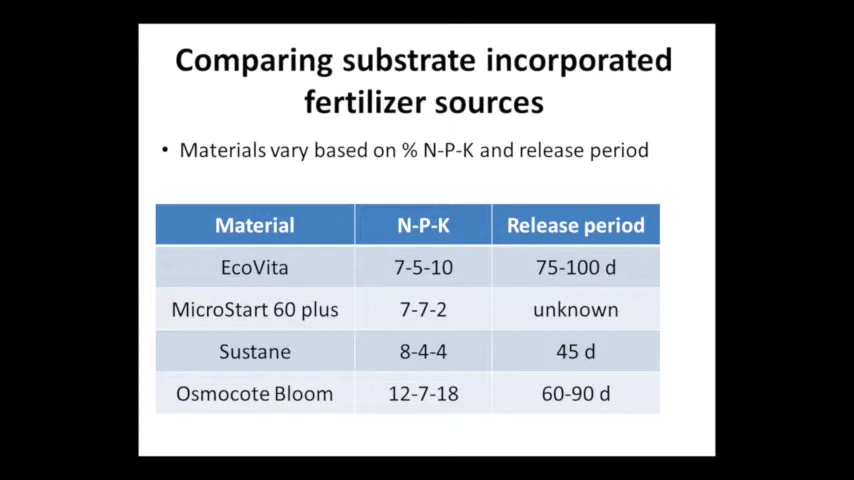 Comparing substrate incorporated
fertilizer sources
• Materials vary based on % N-P-K and release period
Material N-P-K Release period
EcoVita 7-5-10 75-100 d
MicroStart 60 plus 7-7-2 unknown
Sustane 8-4-4 45 d
Osmocote Bloom 12-7-18 60-90 d